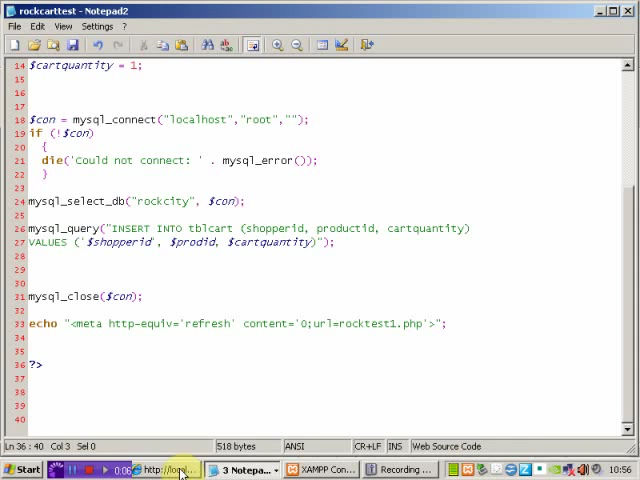 rockcarttest - Notepad2
File Edit View Settings ?
14 $cartquantity = 1;
15
16
17
18 $con = mysql_connect("localhost","root","");
19 if (!$con)
20 {
21 die('Could not connect: ' . mysql_error());
22 }
23
24 mysql_select_db("rockcity", $con);
25
26 mysql_query("INSERT INTO tblcart (shopperid, productid, cartquantity)
27 VALUES ('$shopperid', $prodid, $cartquantity)");
28
29
30
31 mysql_close($con);
32
33 echo "<meta http-equiv='refresh' content='0;url=rocktest1.php'>";
34
35
36 ?>
37
38
39
40
Ln 36 : 40 Col 3 Sel 0 518 bytes ANSI CR+LF INS Web Source Code
Start 0:06 http://local... 3 Notepa... XAMPP Con... Recording ... 10:56